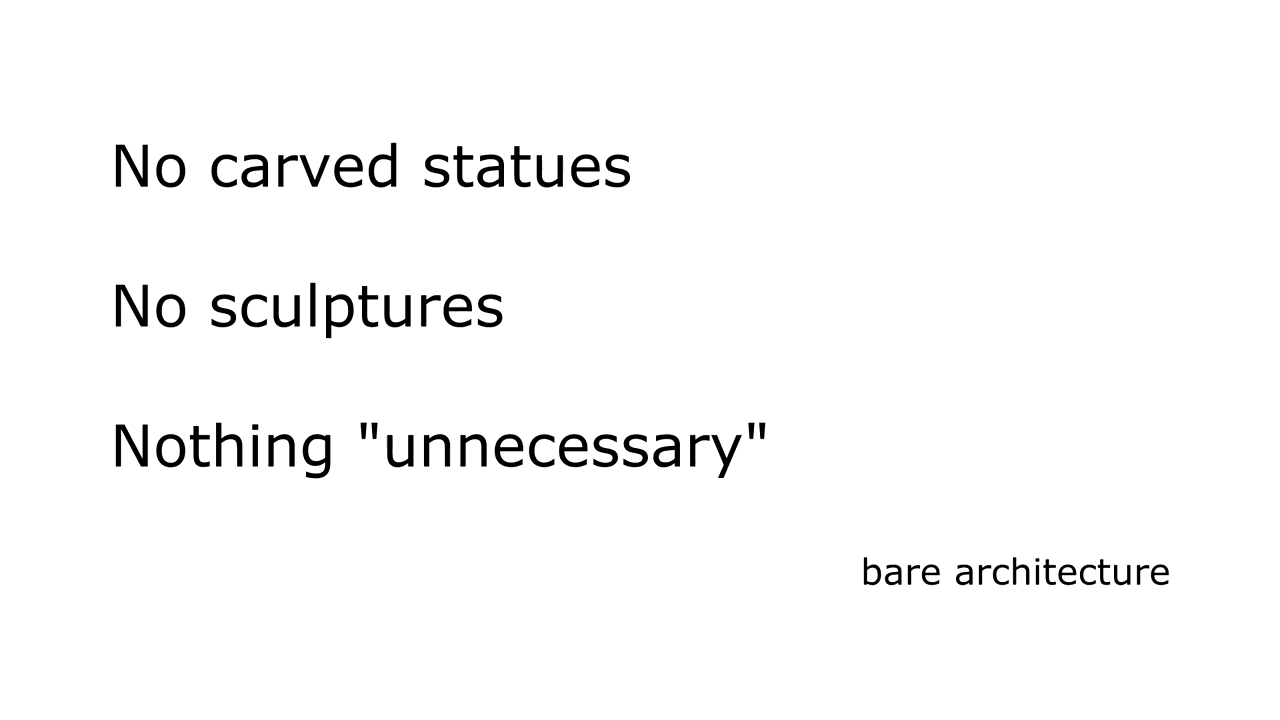 No carved statues
No sculptures
Nothing "unnecessary"
bare architecture